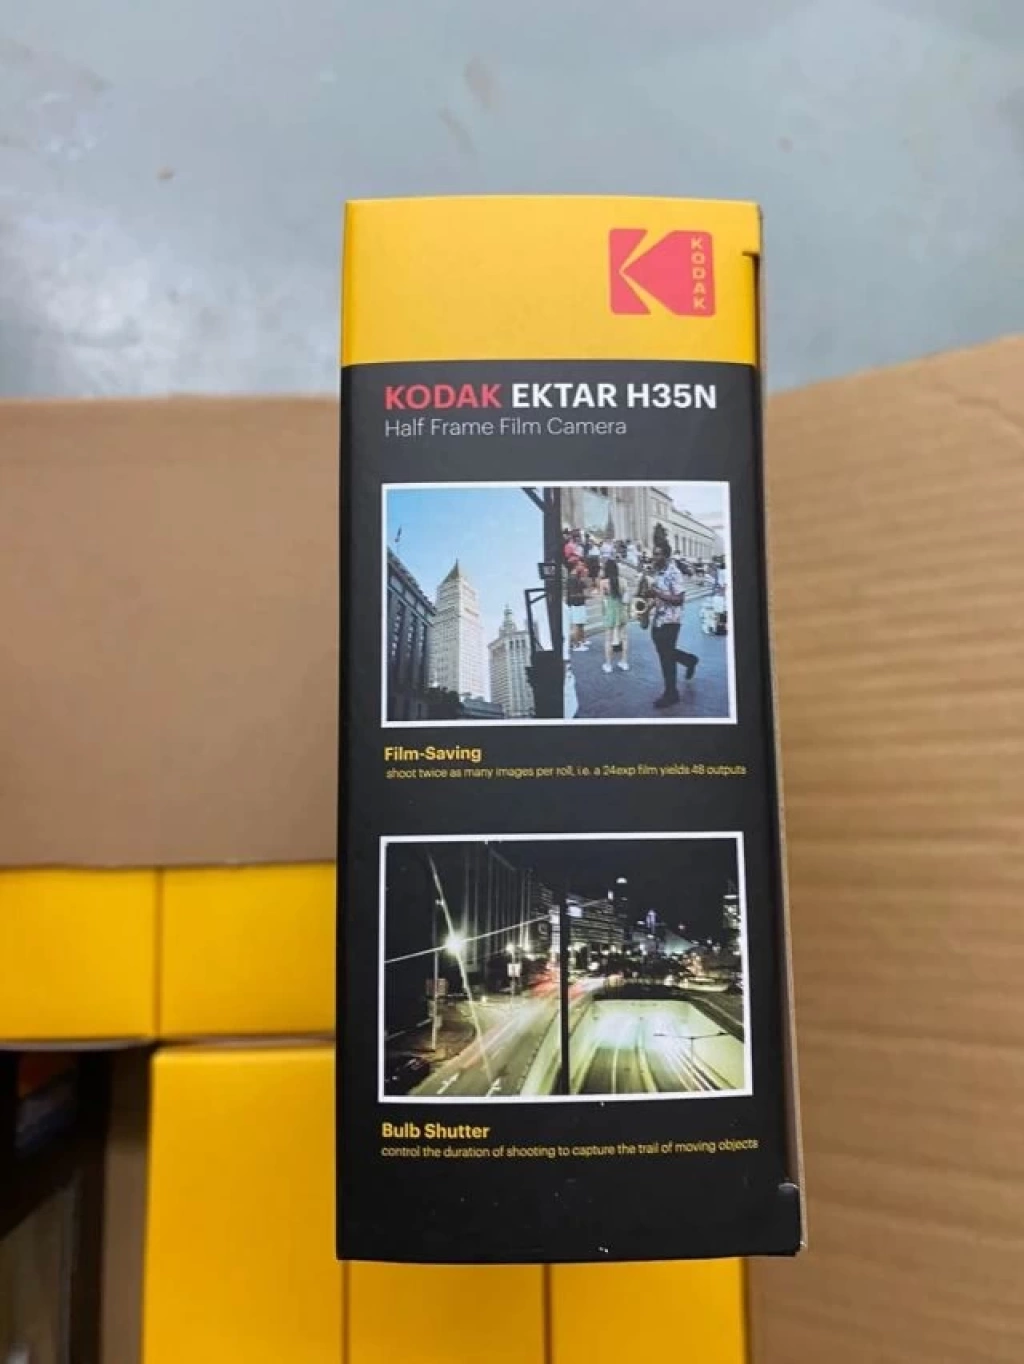 KODAK
KODAK EKTAR H35N
Half Frame Film Camera
Film-Saving
shoot twice as many images per roll, i.e. a 24exp film yields 48 outputs
Bulb Shutter
control the duration of shooting to capture the trail of moving objects